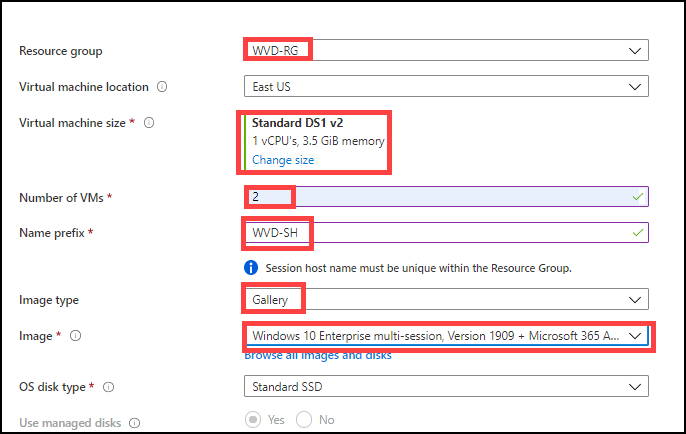 Resource group WVD-RG
Virtual machine location East US
Virtual machine size * Standard DS1 v2
1 vCPU's, 3.5 GiB memory
Change size
Number of VMs * 2
Name prefix * WVD-SH
Session host name must be unique within the Resource Group.
Image type Gallery
Image * Windows 10 Enterprise multi-session, Version 1909 + Microsoft 365 A...
Browse all images and disks
OS disk type * Standard SSD
Use managed disks Yes No